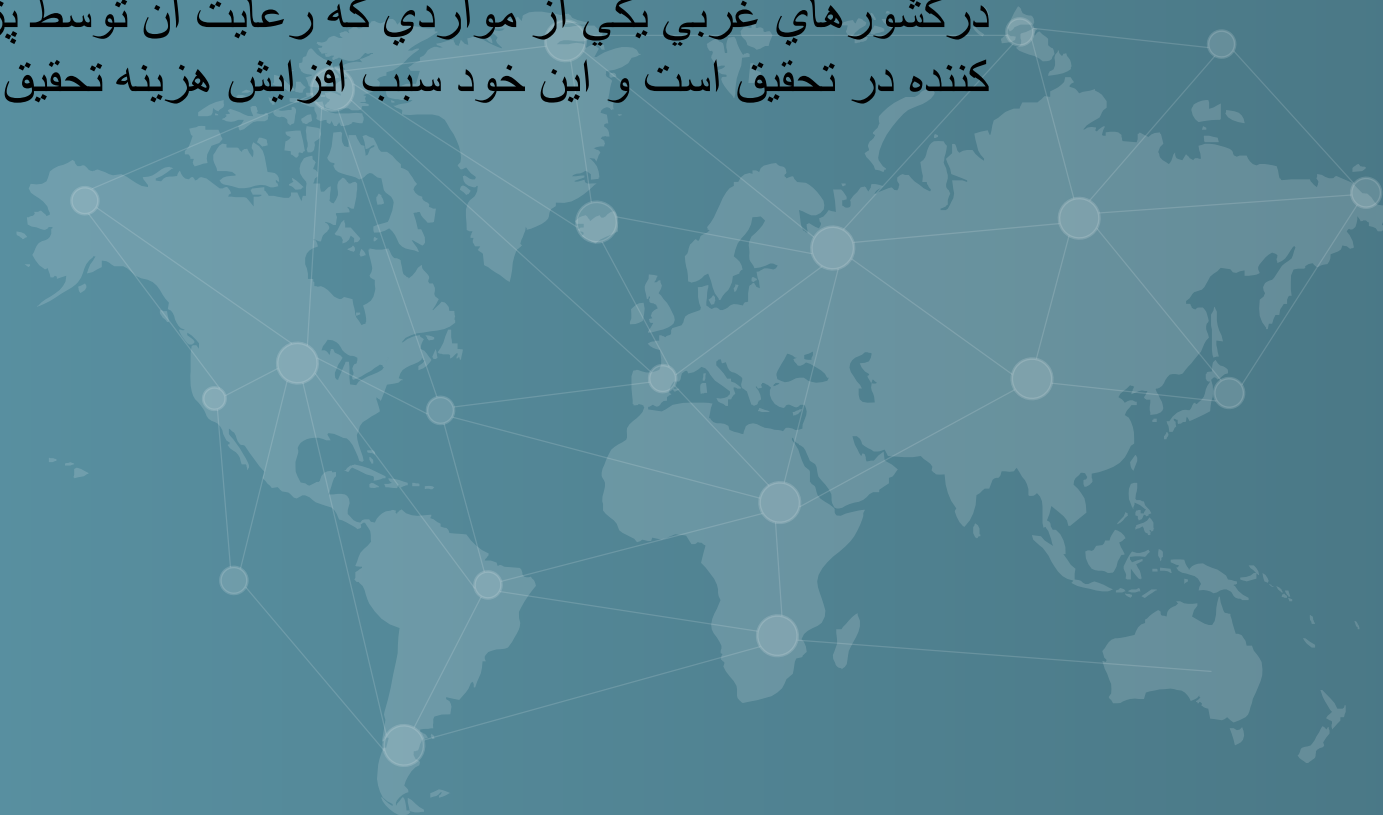 درکشورهاي غربي يکي از مواردي که رعايت آن توسط
کننده در تحقيق است و اين خود سبب افزايش هزينه تحقيق